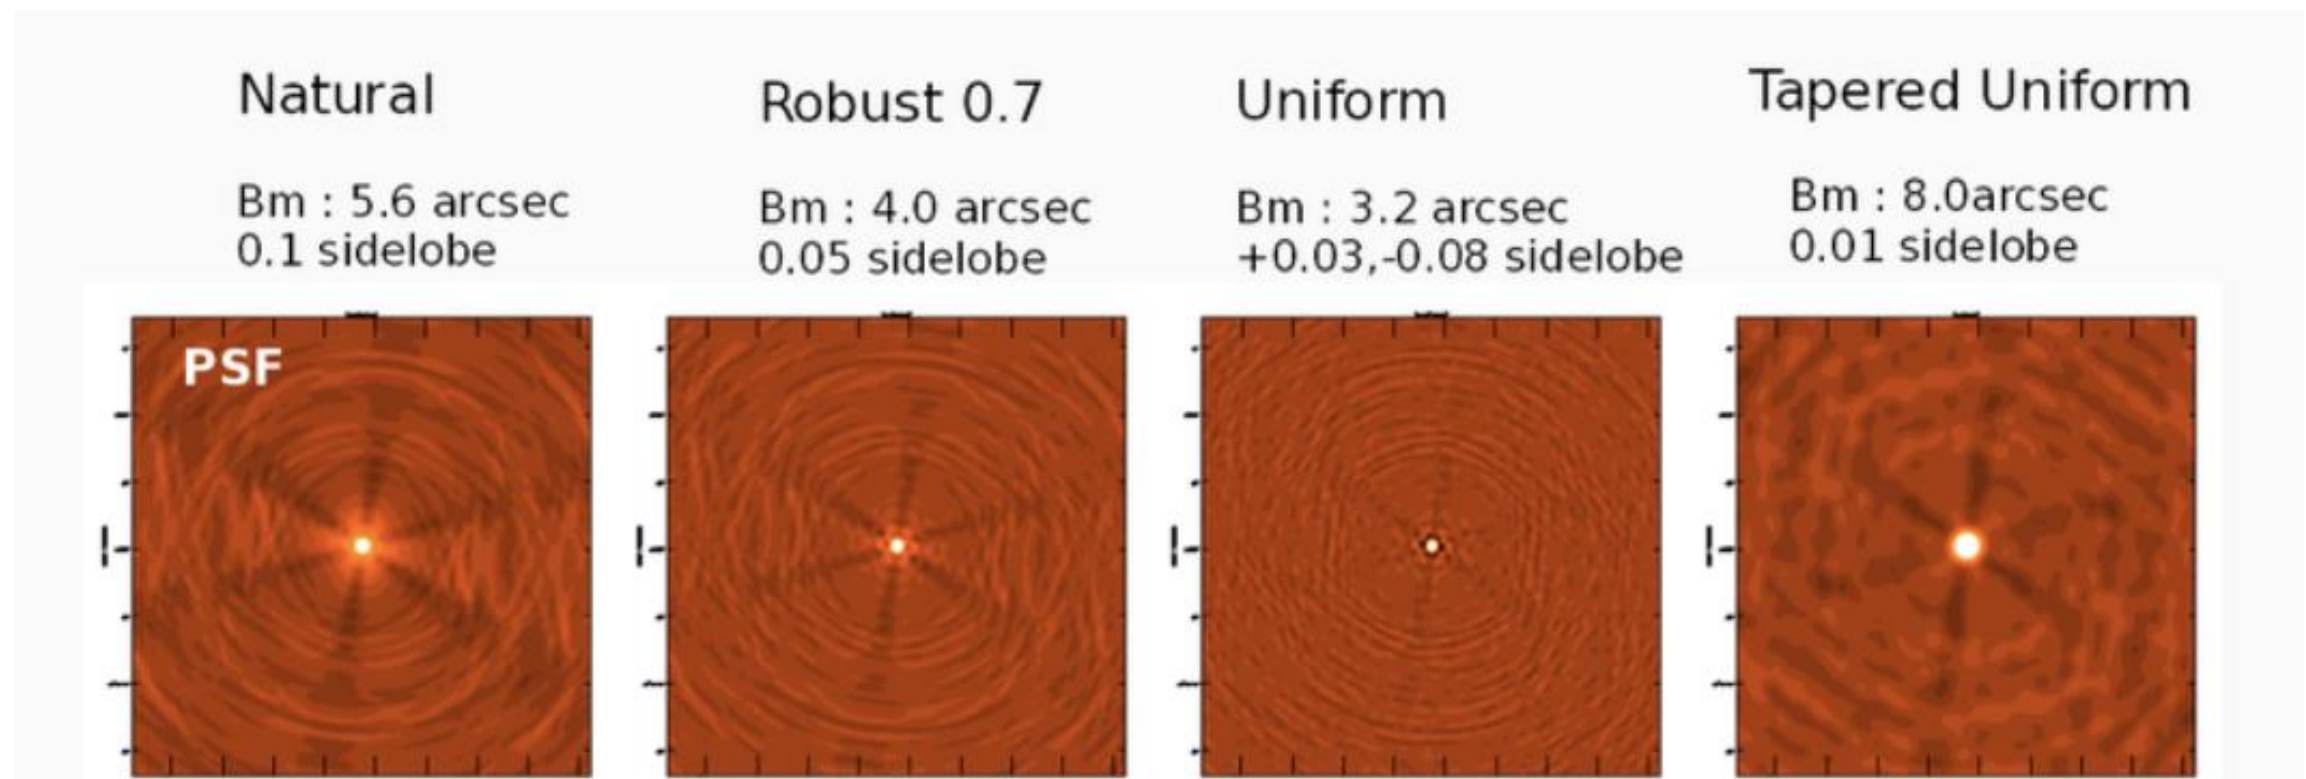 Natural
Bm : 5.6 arcsec
0.1 sidelobe
Robust 0.7
Bm : 4.0 arcsec
0.05 sidelobe
Uniform
Bm : 3.2 arcsec
+0.03,-0.08 sidelobe
Tapered Uniform
Bm : 8.0arcsec
0.01 sidelobe
PSF